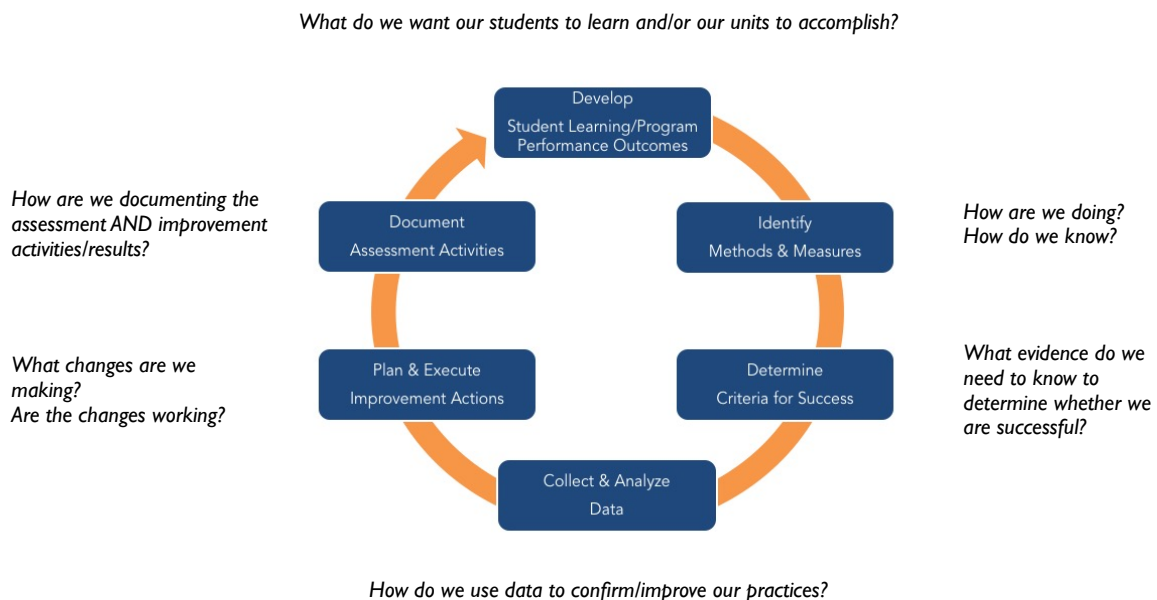 What do we want our students to learn and/or our units to accomplish?
Develop
Student Learning/Program
Performance Outcomes
How are we documenting the
assessment AND improvement
activities/results?
Document
Assessment Activities
Identify
Methods & Measures
How are we doing?
How do we know?
What changes are we
making?
Are the changes working?
Plan & Execute
Improvement Actions
Determine
Criteria for Success
What evidence do we
need to know to
determine whether we
are successful?
Collect & Analyze
Data
How do we use data to confirm/improve our practices?